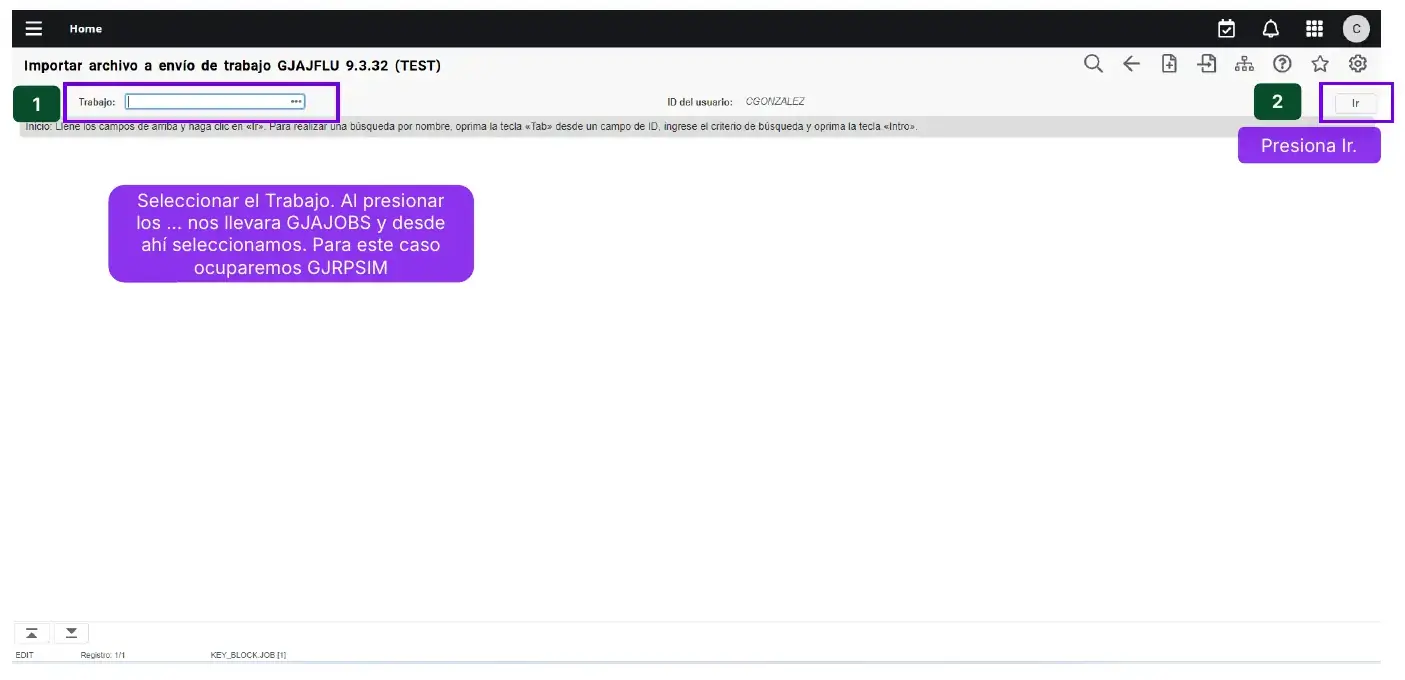 Home
C
Importar archivo a envío de trabajo GJAJFLU 9.3.32 (TEST)
1
Trabajo:
ID del usuario: CGONZALEZ
2
Ir
Inicio: Llene los campos de arriba y haga clic en «Ir». Para realizar una búsqueda por nombre, oprima la tecla «Tab» desde un campo de ID, ingrese el criterio de búsqueda y oprima la tecla «Intro».
Presiona Ir.
Seleccionar el Trabajo. Al presionar
los ... nos llevara GJAJOBS y desde
ahí seleccionamos. Para este caso
ocuparemos GJRPSIM
EDIT
Registro: 1/1
KEY_BLOCK.JOB [1]